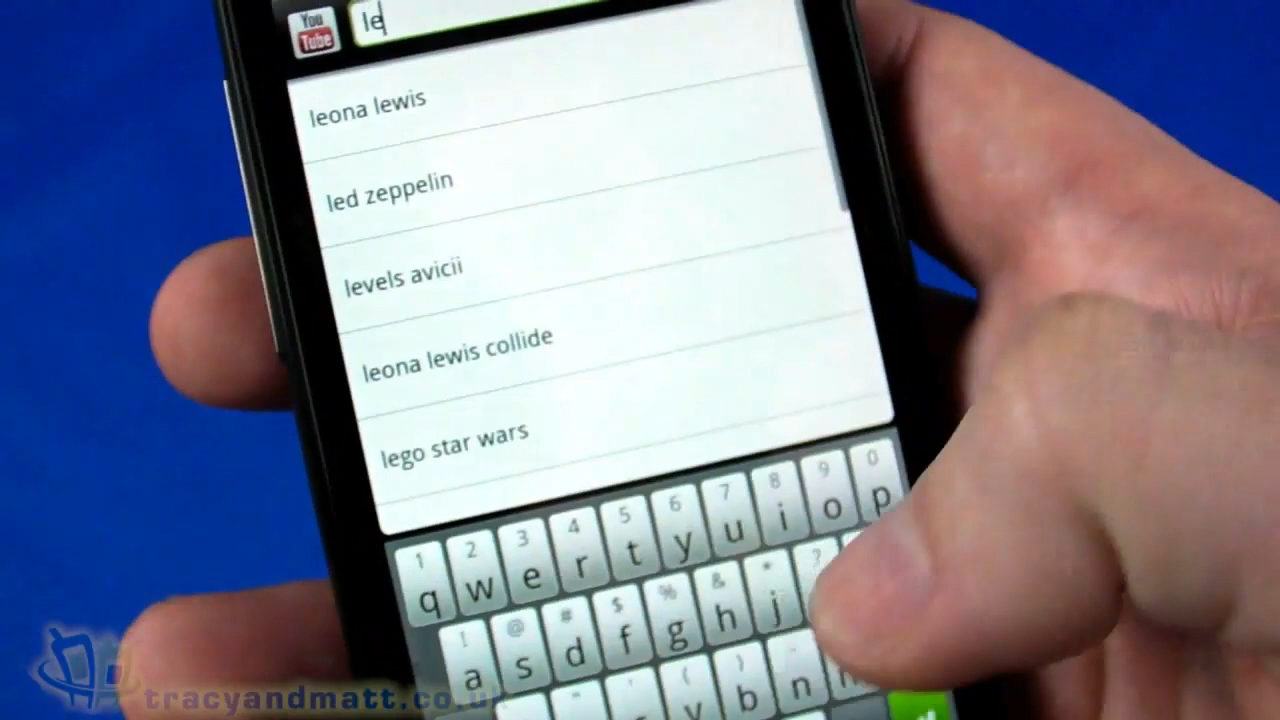 You
Tube
le
leona lewis
led zeppelin
levels avicii
leona lewis collide
lego star wars
1 2 3 4 5 6 7 8 9 0
q w e r t y u i o p
[ @ # $ % & * ?
a s d f g h j
( )
v b n
tracyandmatt.co.uk